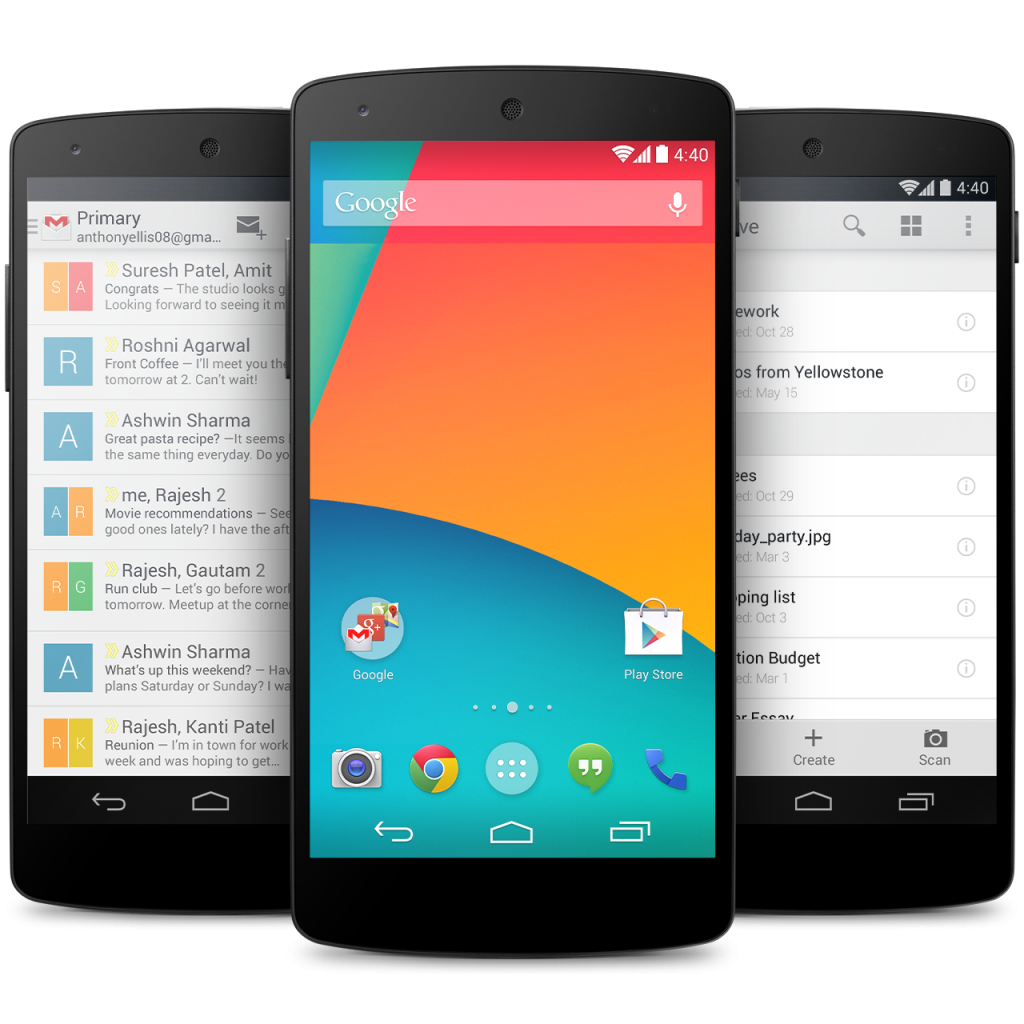 Primary
anthonyellis08@gma...
S A
Suresh Patel, Amit
Congrats — The studio looks g
Looking forward to seeing it m
R
Roshni Agarwal
Front Coffee — I'll meet you the
tomorrow at 2. Can't wait!
A
Ashwin Sharma
Great pasta recipe? —It seems
the same thing everyday. Do yo
A R
me, Rajesh 2
Movie recommendations — See
good ones lately? I have the aft
R G
Rajesh, Gautam 2
Run club — Let's go before worl
tomorrow. Meetup at the corne
A
Ashwin Sharma
What's up this weekend? — Hav
plans Saturday or Sunday? I wa
R K
Rajesh, Kanti Patel
Reunion — I'm in town for work
week and was hoping to get...
4:40
Google
g+
Google
Play Store
4:40
ve
ework
ed: Oct 28
os from Yellowstone
ed: May 15
ees
ed: Oct 29
day_party.jpg
ed: Mar 3
ping list
ed: Oct 3
tion Budget
ed: Mar 1
er Essay
Create
Scan